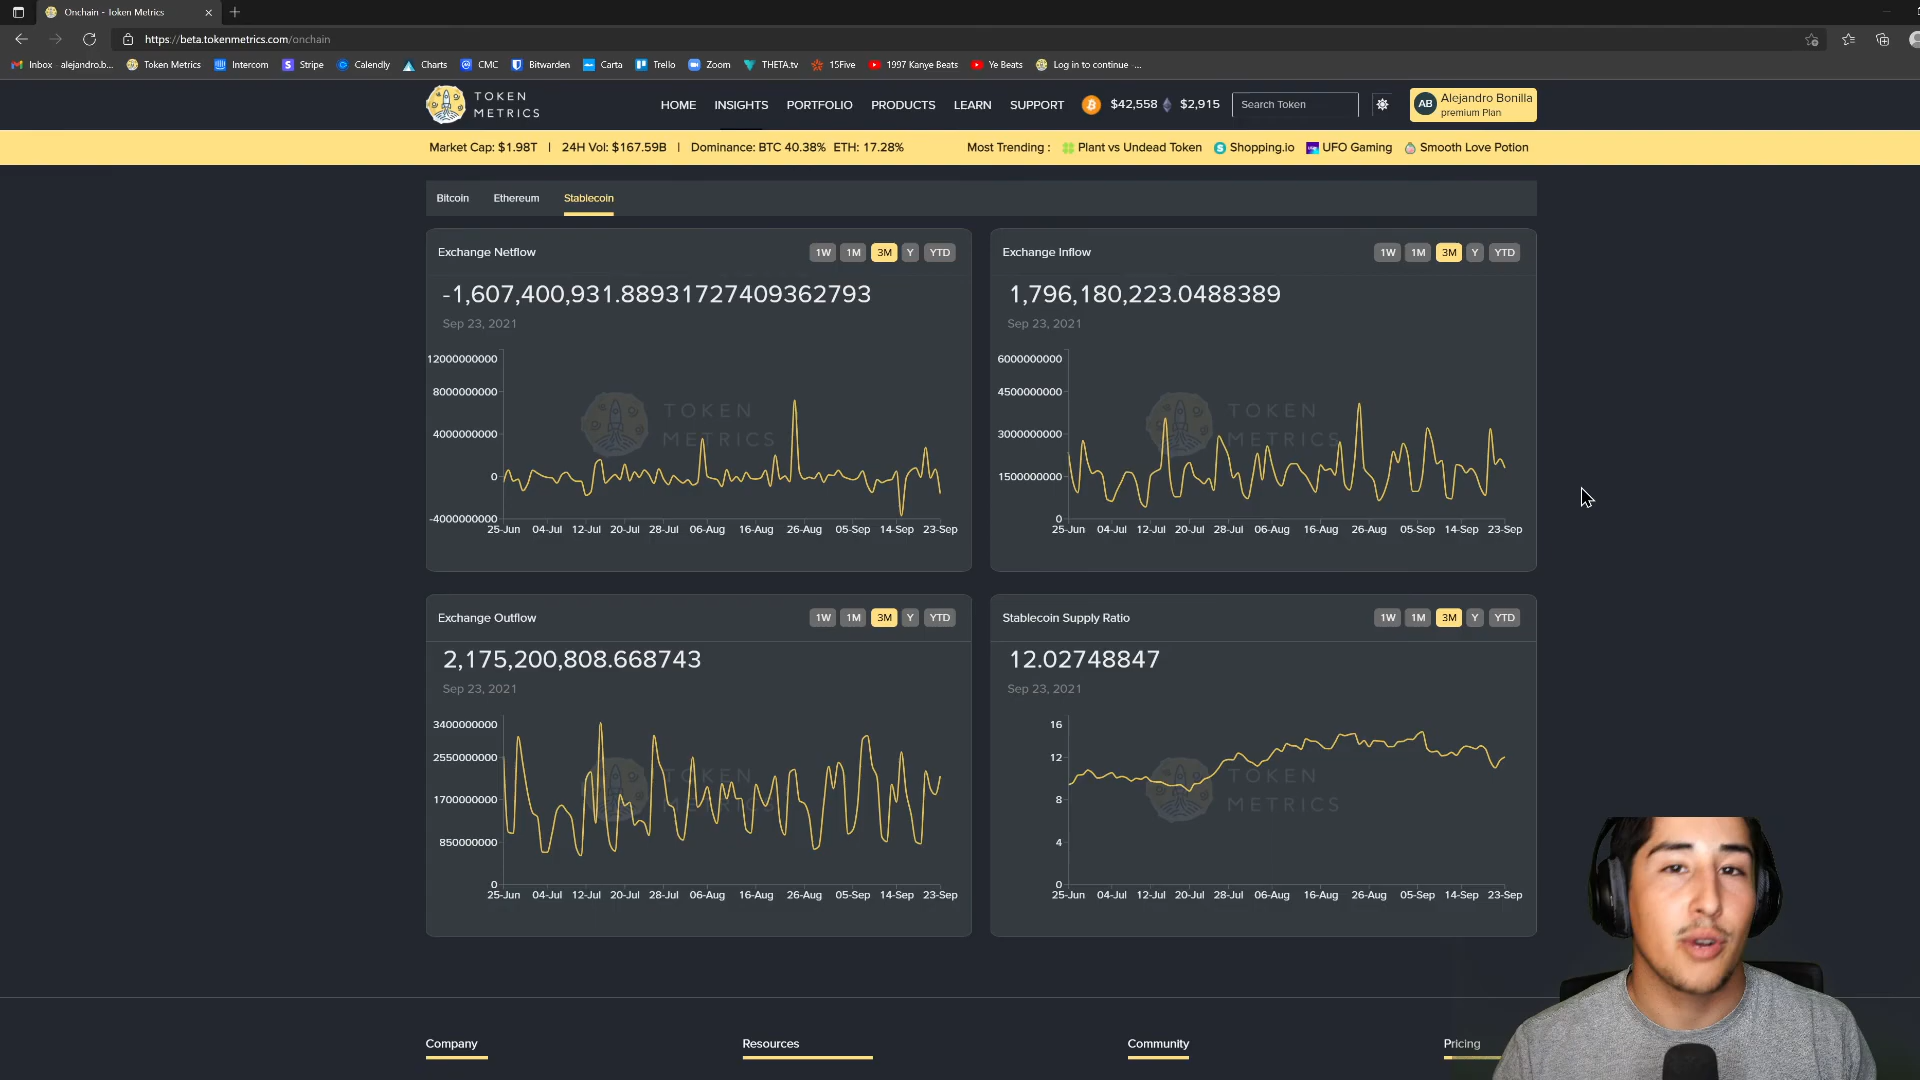 Onchain - Token Metrics
https://beta.tokenmetrics.com/onchain
Inbox - alejandro.b... Token Metrics Intercom Stripe Calendly Charts CMC Bitwarden Carta Trello Zoom THETA.tv 15Five 1997 Kanye Beats Ye Beats Log in to continue ...
TOKEN
METRICS
HOME INSIGHTS PORTFOLIO PRODUCTS LEARN SUPPORT $42,558 $2,915 Search Token
AB Alejandro Bonilla
premium Plan
Market Cap: $1.98T | 24H Vol: $167.59B | Dominance: BTC 40.38% ETH: 17.28% Most Trending : Plant vs Undead Token Shopping.io UFO Gaming Smooth Love Potion
Bitcoin Ethereum Stablecoin
Exchange Netflow 1W 1M 3M Y YTD
-1,607,400,931.88931727409362793
Sep 23, 2021
12000000000
8000000000
4000000000
0
-4000000000
TOKEN
METRICS
25-Jun 04-Jul 12-Jul 20-Jul 28-Jul 06-Aug 16-Aug 26-Aug 05-Sep 14-Sep 23-Sep
Exchange Inflow 1W 1M 3M Y YTD
1,796,180,223.0488389
Sep 23, 2021
6000000000
4500000000
3000000000
1500000000
0
TOKEN
METRICS
25-Jun 04-Jul 12-Jul 20-Jul 28-Jul 06-Aug 16-Aug 26-Aug 05-Sep 14-Sep 23-Sep
Exchange Outflow 1W 1M 3M Y YTD
2,175,200,808.668743
Sep 23, 2021
3400000000
2550000000
1700000000
850000000
0
TOKEN
METRICS
25-Jun 04-Jul 12-Jul 20-Jul 28-Jul 06-Aug 16-Aug 26-Aug 05-Sep 14-Sep 23-Sep
Stablecoin Supply Ratio 1W 1M 3M Y YTD
12.02748847
Sep 23, 2021
16
12
8
4
0
TOKEN
METRICS
25-Jun 04-Jul 12-Jul 20-Jul 28-Jul 06-Aug 16-Aug 26-Aug 05-Sep 14-Sep 23-Sep
Company Resources Community Pricing